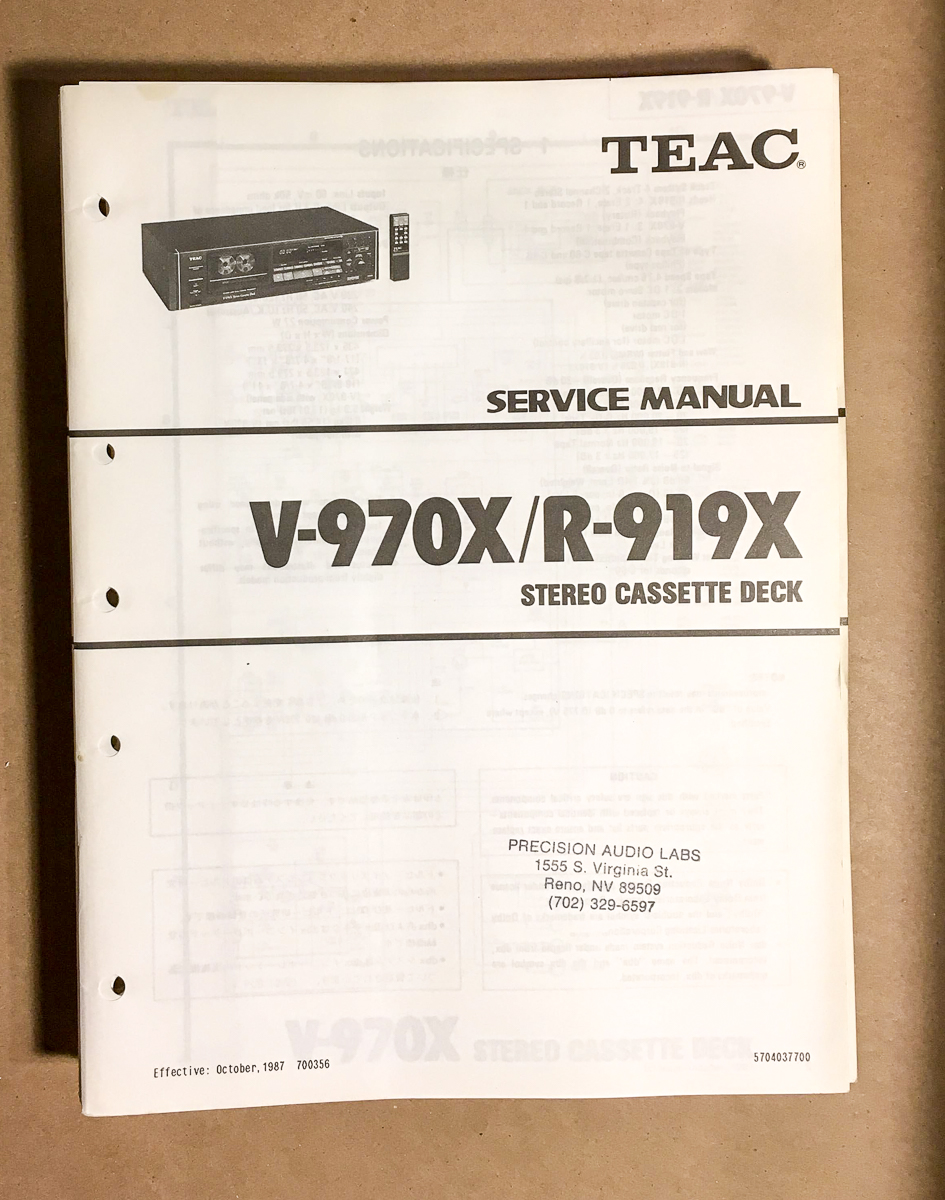 TEAC®
TEAC
SERVICE MANUAL
V-970X/R-919X
STEREO CASSETTE DECK
PRECISION AUDIO LABS
1555 S. Virginia St.
Reno, NV 89509
(702) 329-6597
Effective: October, 1987 700356
5704037700